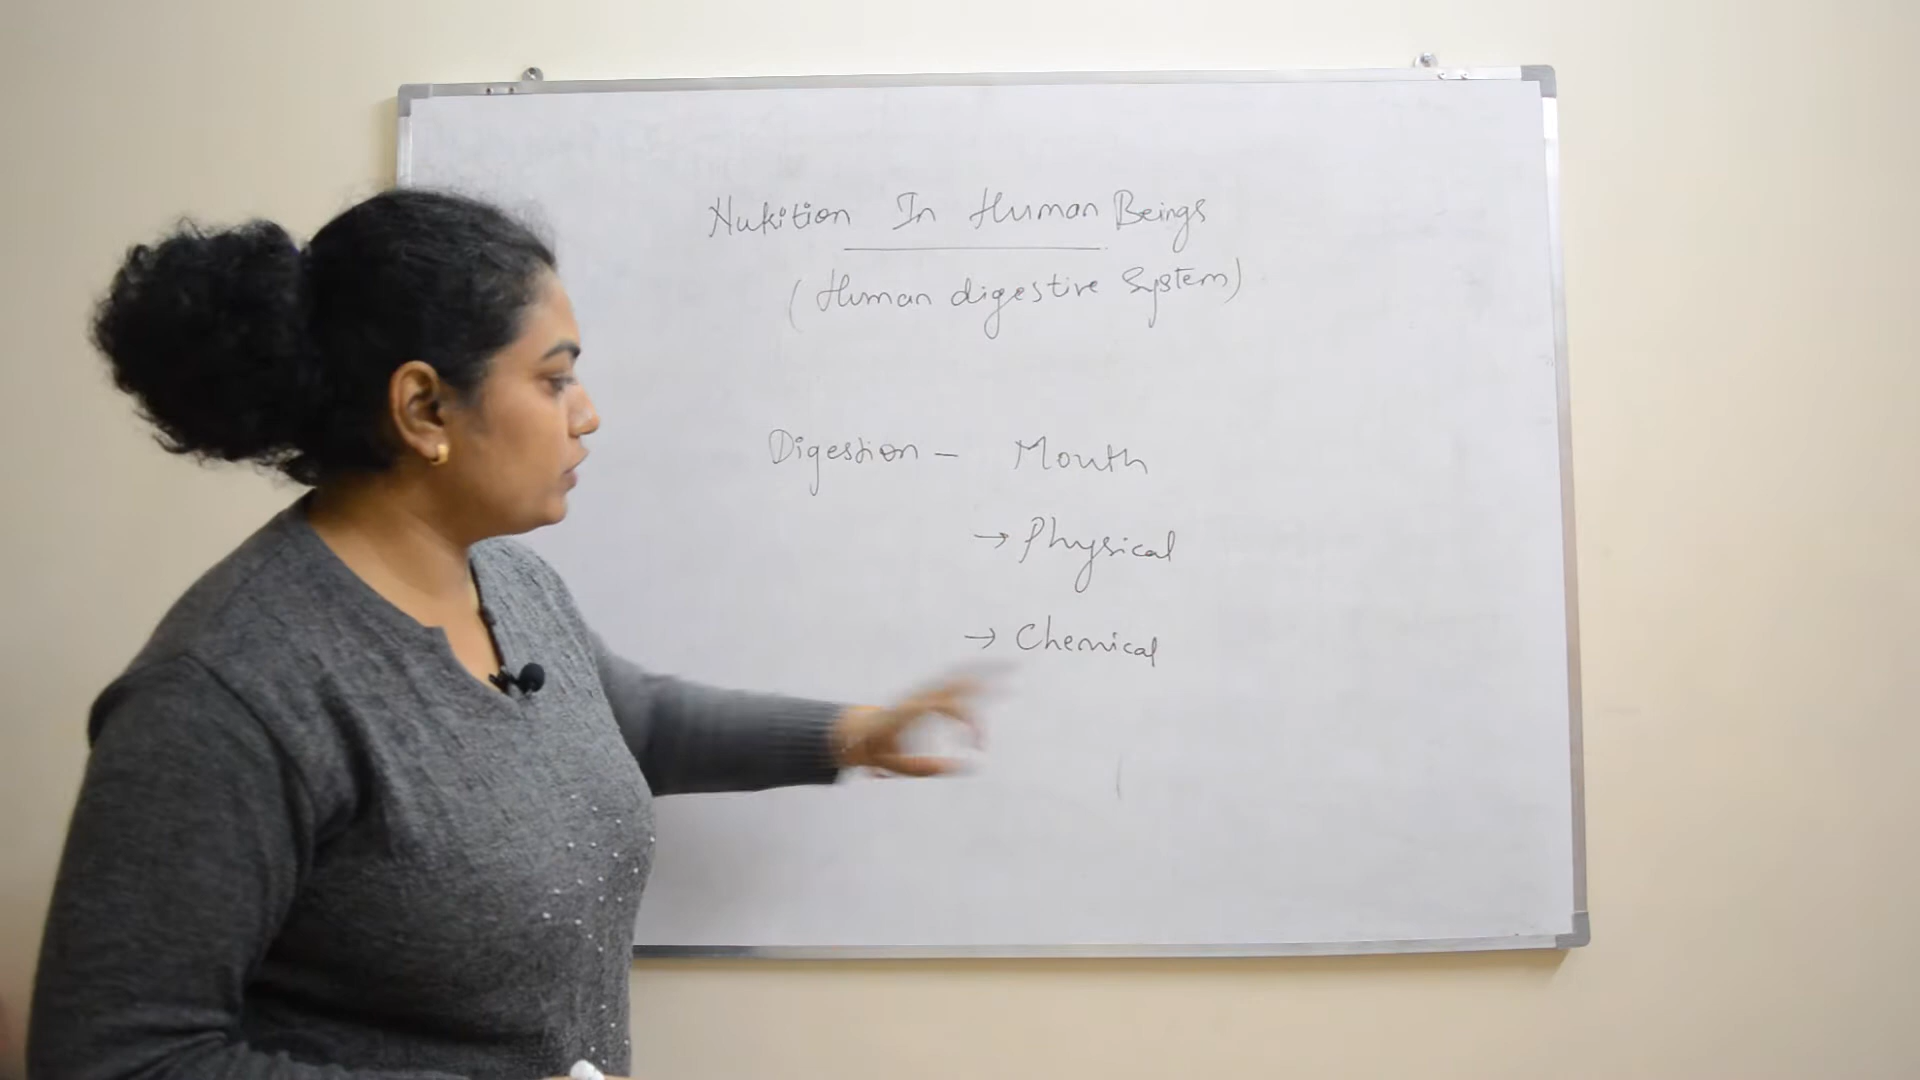 Nutrition In Human Beings
(Human digestive System)
Digestion - Mouth
→ Physical
→ Chemical